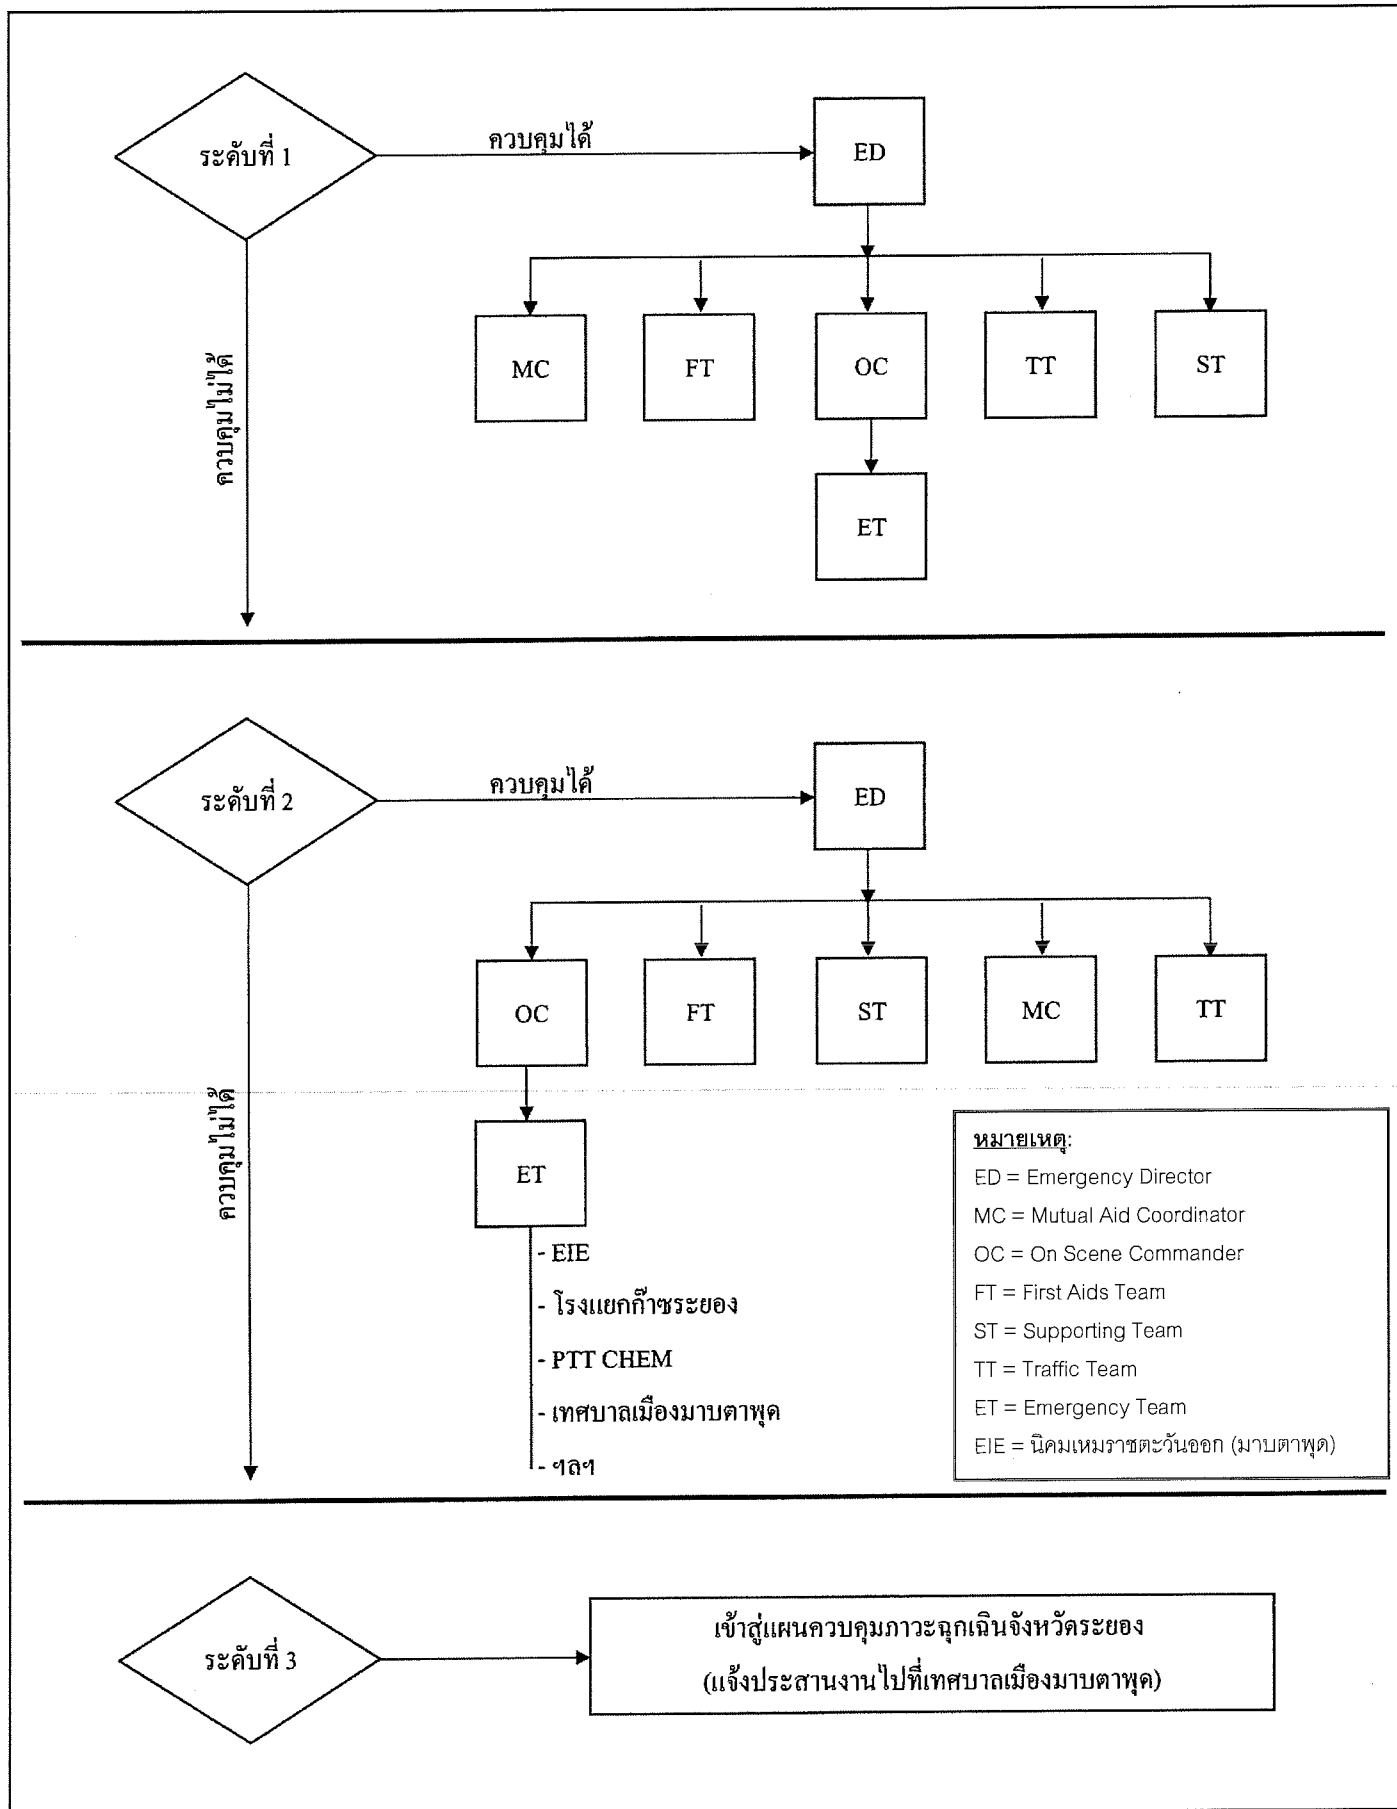 ระดับที่ 1
ควบคุมได้
ED
MC
FT
OC
TT
ST
ควบคุมไม่ได้
ET
ระดับที่ 2
ควบคุมได้
ED
OC
FT
ST
MC
TT
ควบคุมไม่ได้
ET
- EIE
- โรงแยกก๊าซระยอง
- PTT CHEM
- เทศบาลเมืองมาบตาพุด
- ฯลฯ
หมายเหตุ:
ED = Emergency Director
MC = Mutual Aid Coordinator
OC = On Scene Commander
FT = First Aids Team
ST = Supporting Team
TT = Traffic Team
ET = Emergency Team
EIE = นิคมเหมราชตะวันออก (มาบตาพุด)
ระดับที่ 3
เข้าสู่แผนควบคุมภาวะฉุกเฉินจังหวัดระยอง
(แจ้งประสานงานไปที่เทศบาลเมืองมาบตาพุด)